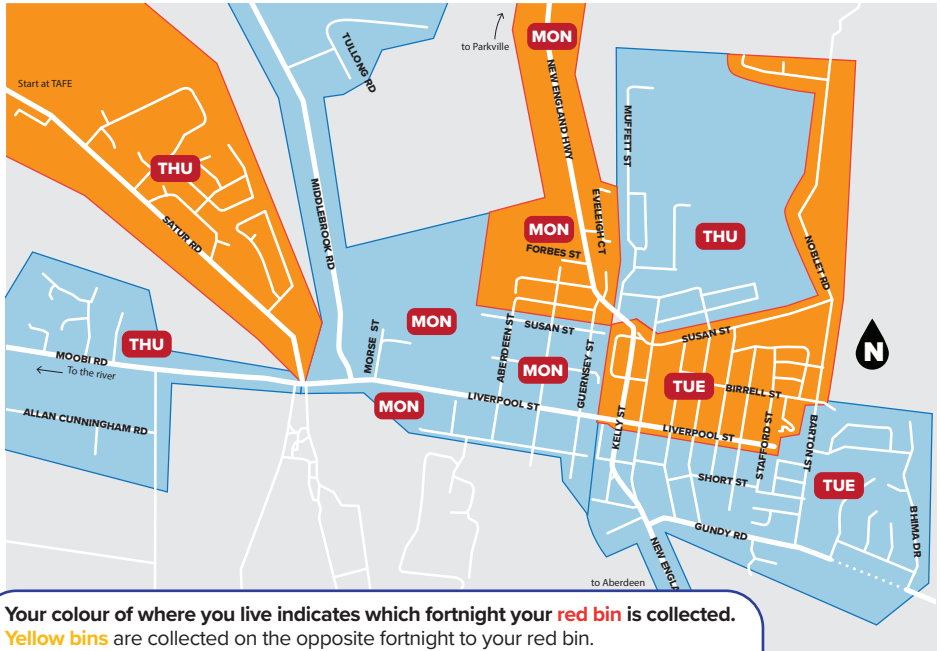 to Parkville
MON
TULLONG RD
Start at TAFE
NEW ENGLAND HWY
MUFFETT ST
THU
MIDDLEBROOK RD
EVELEIGH CT
SATUR RD
MON
THU
FORBES ST
NOBLET RD
MOOBI RD
THU
To the river
MORSE ST
MON
ABERDEEN ST
SUSAN ST
SUSAN ST
N
MON
GUERNSEY ST
TUE
BIRRELL ST
ALLAN CUNNINGHAM RD
MON
LIVERPOOL ST
KELLY ST
LIVERPOOL ST
STAFFORD ST
BARTON ST
SHORT ST
TUE
GUNDY RD
BHIMA DR
NEW ENGLA
to Aberdeen
Your colour of where you live indicates which fortnight your red bin is collected.
Yellow bins are collected on the opposite fortnight to your red bin.